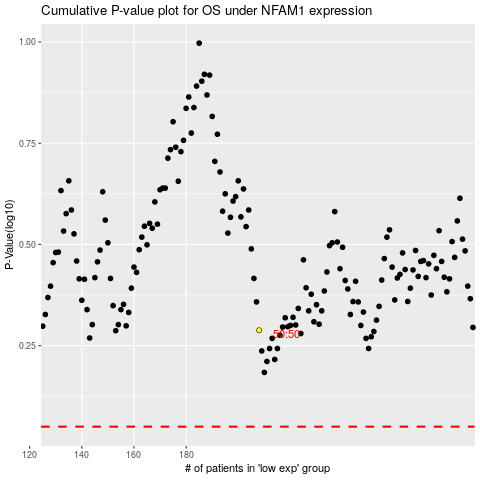 Cumulative P-value plot for OS under NFAM1 expression
P-Value(log10)
1.00
0.75
0.50
0.25
50:50
120 140 160 180
# of patients in 'low exp' group